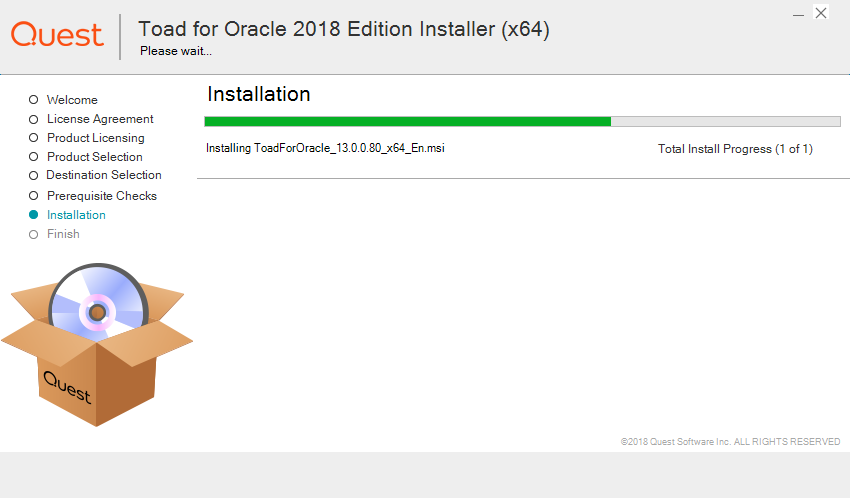 Quest
Toad for Oracle 2018 Edition Installer (x64)
Please wait...
Welcome
License Agreement
Product Licensing
Product Selection
Destination Selection
Prerequisite Checks
Installation
Finish
Installation
Installing ToadForOracle_13.0.0.80_x64_En.msi
Total Install Progress (1 of 1)
Quest
©2018 Quest Software Inc. ALL RIGHTS RESERVED